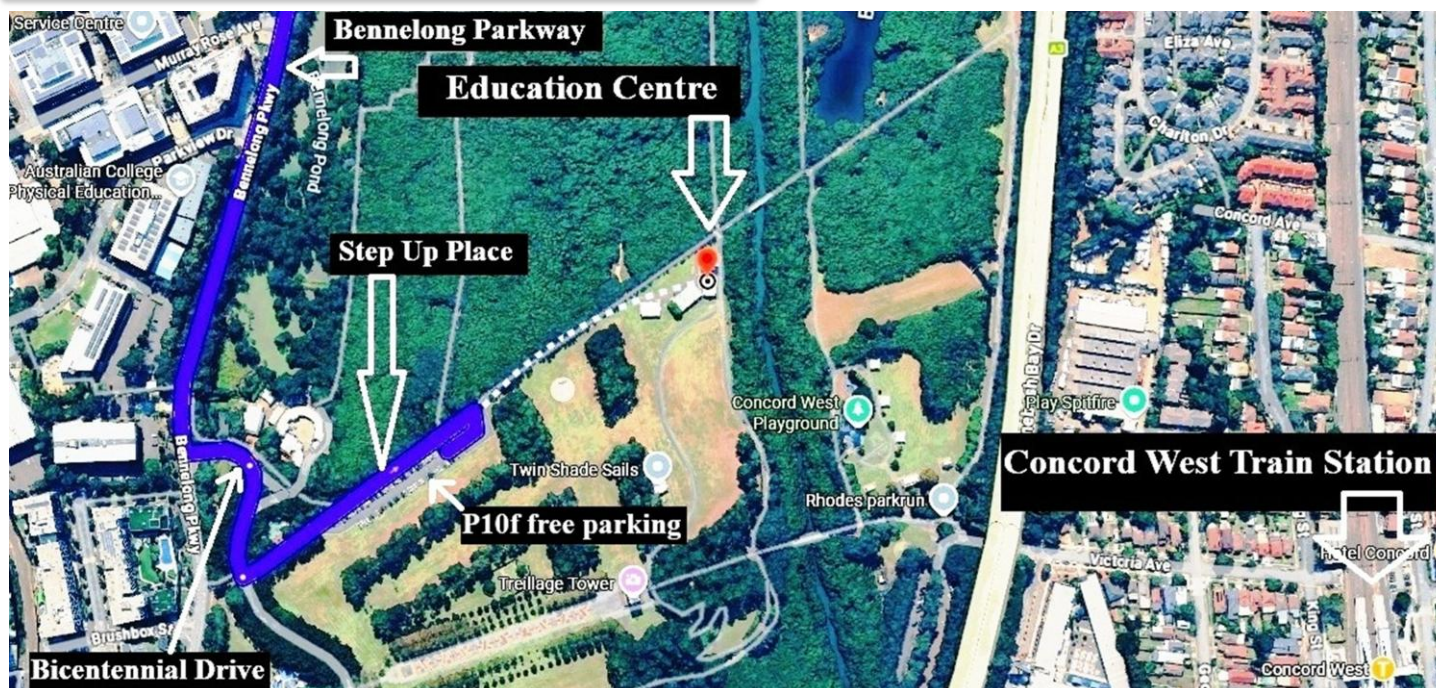 Service Centre
Murray Rose Ave
Bennelong Parkway
Education Centre
A3
Eliza Ave
Charlton Dr
Concord Ave
Bennelong Pkwy
Bennelong Pond
Parkview Dr
Australian College
Physical Education...
Step Up Place
Concord West
Playground
Play Spitfire
Bennelong Pkwy
Twin Shade Sails
P10f free parking
Rhodes parkrun
Concord West Train Station
Victoria Ave
Hotel Concord
King St
Treillage Tower
Bicentennial Drive
Concord West
T